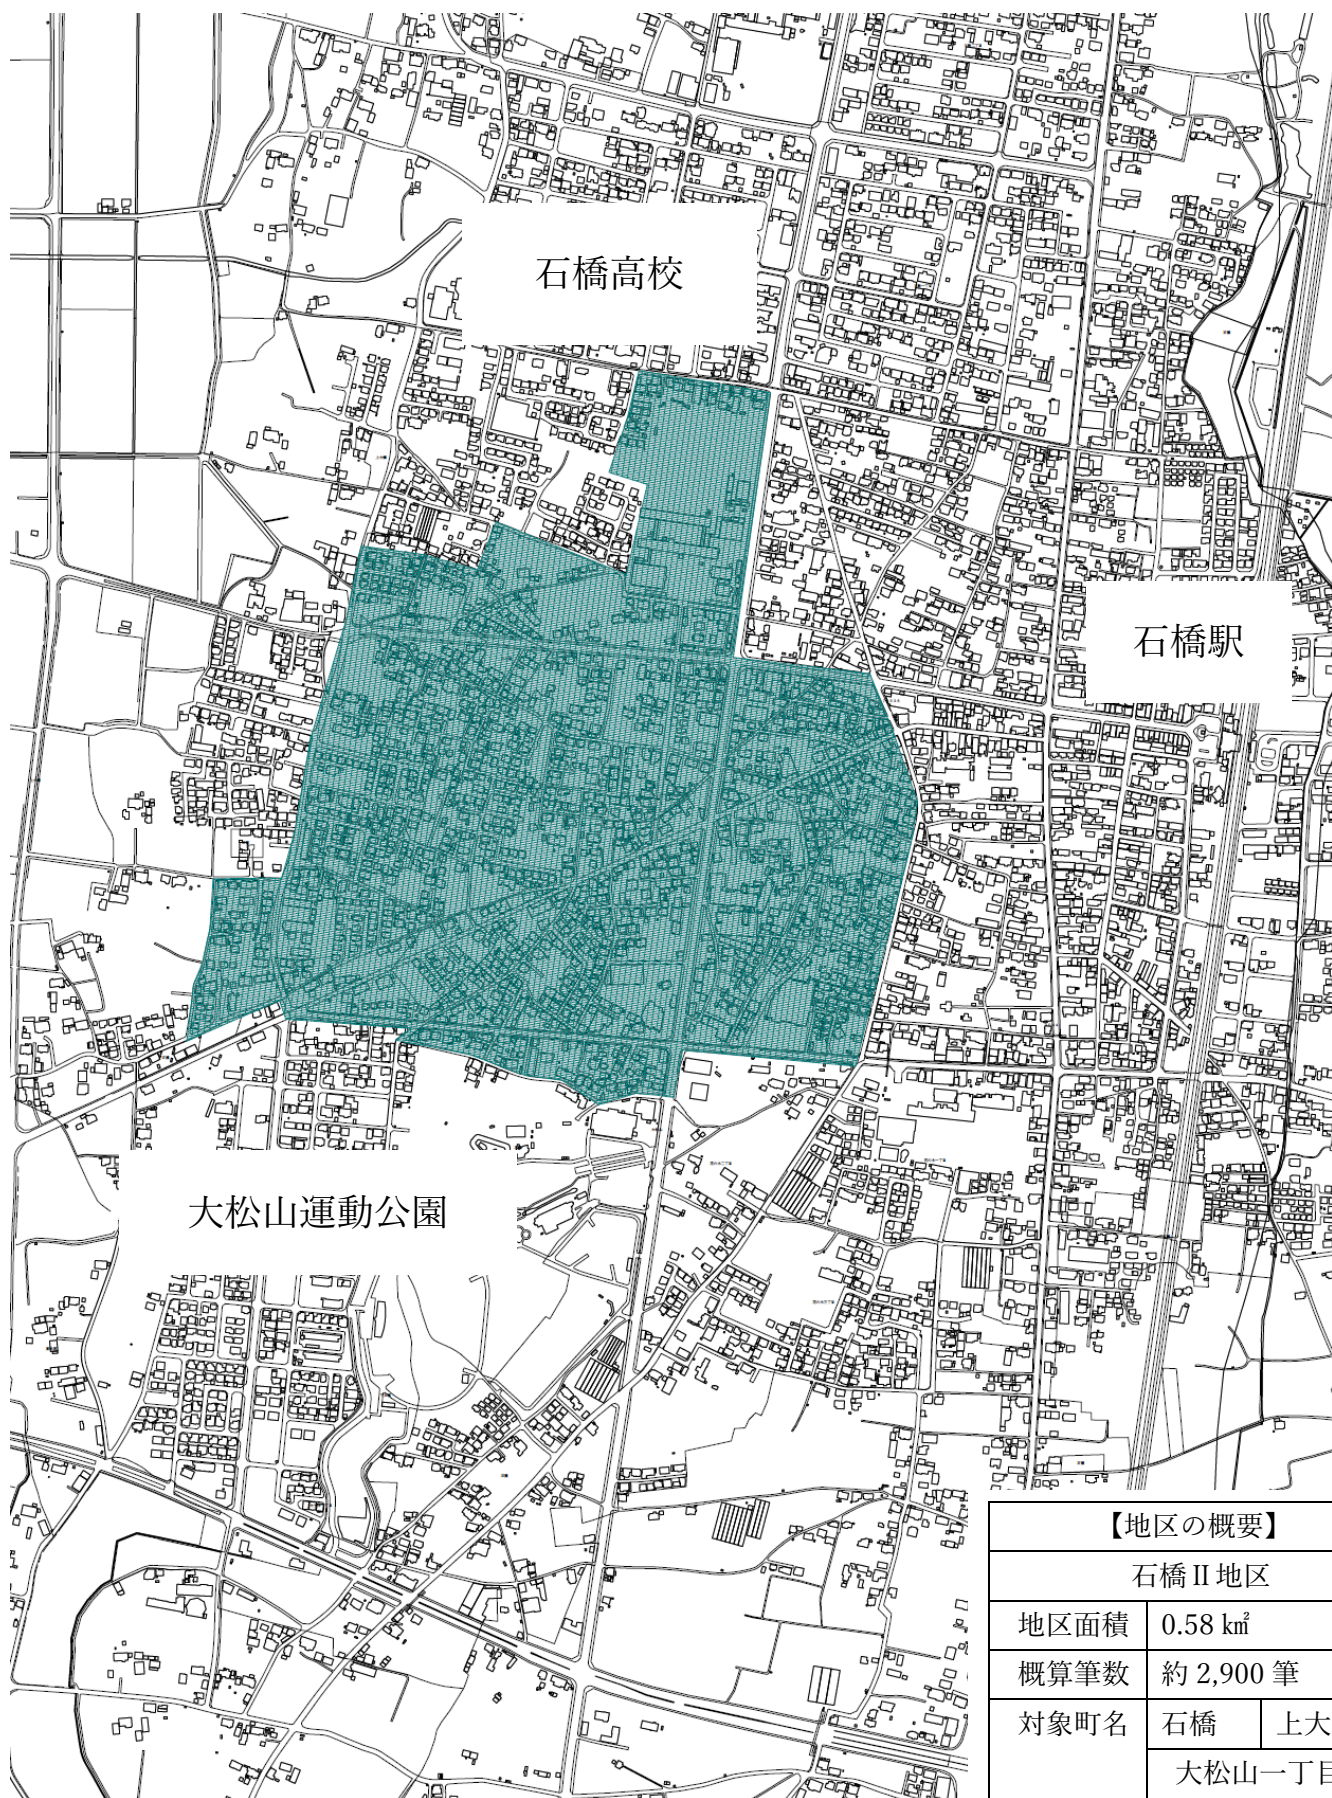 石橋高校
石橋駅
大松山運動公園
【地区の概要】
石橋Ⅱ地区
地区面積 0.58 ㎢
概算筆数 約 2,900 筆
対象町名 石橋 上大
大松山一丁目